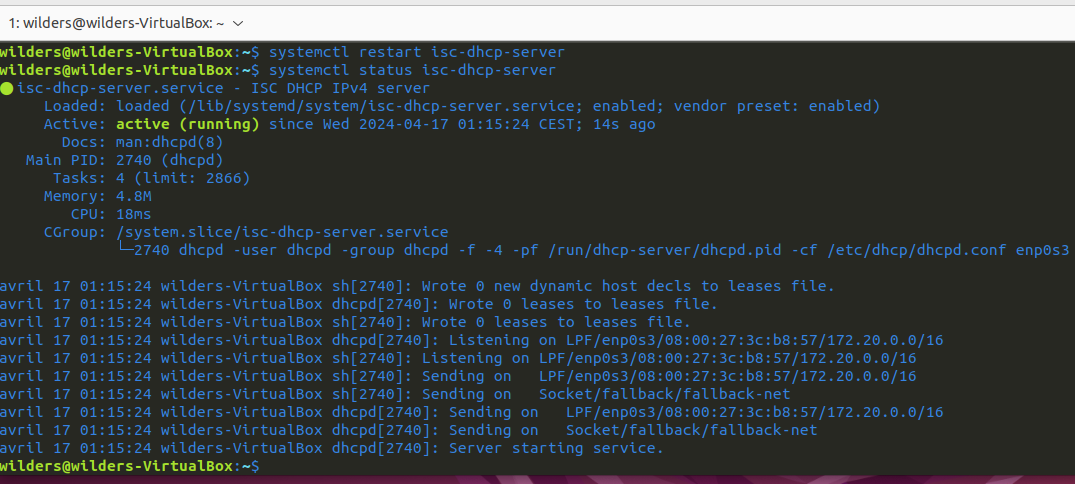 1: wilders@wilders-VirtualBox: ~
wilders@wilders-VirtualBox:~$ systemctl restart isc-dhcp-server
wilders@wilders-VirtualBox:~$ systemctl status isc-dhcp-server
● isc-dhcp-server.service - ISC DHCP IPv4 server
Loaded: loaded (/lib/systemd/system/isc-dhcp-server.service; enabled; vendor preset: enabled)
Active: active (running) since Wed 2024-04-17 01:15:24 CEST; 14s ago
Docs: man:dhcpd(8)
Main PID: 2740 (dhcpd)
Tasks: 4 (limit: 2866)
Memory: 4.8M
CPU: 18ms
CGroup: /system.slice/isc-dhcp-server.service
└─2740 dhcpd -user dhcpd -group dhcpd -f -4 -pf /run/dhcp-server/dhcpd.pid -cf /etc/dhcp/dhcpd.conf enp0s3
avril 17 01:15:24 wilders-VirtualBox sh[2740]: Wrote 0 new dynamic host decls to leases file.
avril 17 01:15:24 wilders-VirtualBox dhcpd[2740]: Wrote 0 leases to leases file.
avril 17 01:15:24 wilders-VirtualBox sh[2740]: Wrote 0 leases to leases file.
avril 17 01:15:24 wilders-VirtualBox dhcpd[2740]: Listening on LPF/enp0s3/08:00:27:3c:b8:57/172.20.0.0/16
avril 17 01:15:24 wilders-VirtualBox sh[2740]: Listening on LPF/enp0s3/08:00:27:3c:b8:57/172.20.0.0/16
avril 17 01:15:24 wilders-VirtualBox sh[2740]: Sending on   LPF/enp0s3/08:00:27:3c:b8:57/172.20.0.0/16
avril 17 01:15:24 wilders-VirtualBox sh[2740]: Sending on   Socket/fallback/fallback-net
avril 17 01:15:24 wilders-VirtualBox dhcpd[2740]: Sending on   LPF/enp0s3/08:00:27:3c:b8:57/172.20.0.0/16
avril 17 01:15:24 wilders-VirtualBox dhcpd[2740]: Sending on   Socket/fallback/fallback-net
avril 17 01:15:24 wilders-VirtualBox dhcpd[2740]: Server starting service.
wilders@wilders-VirtualBox:~$